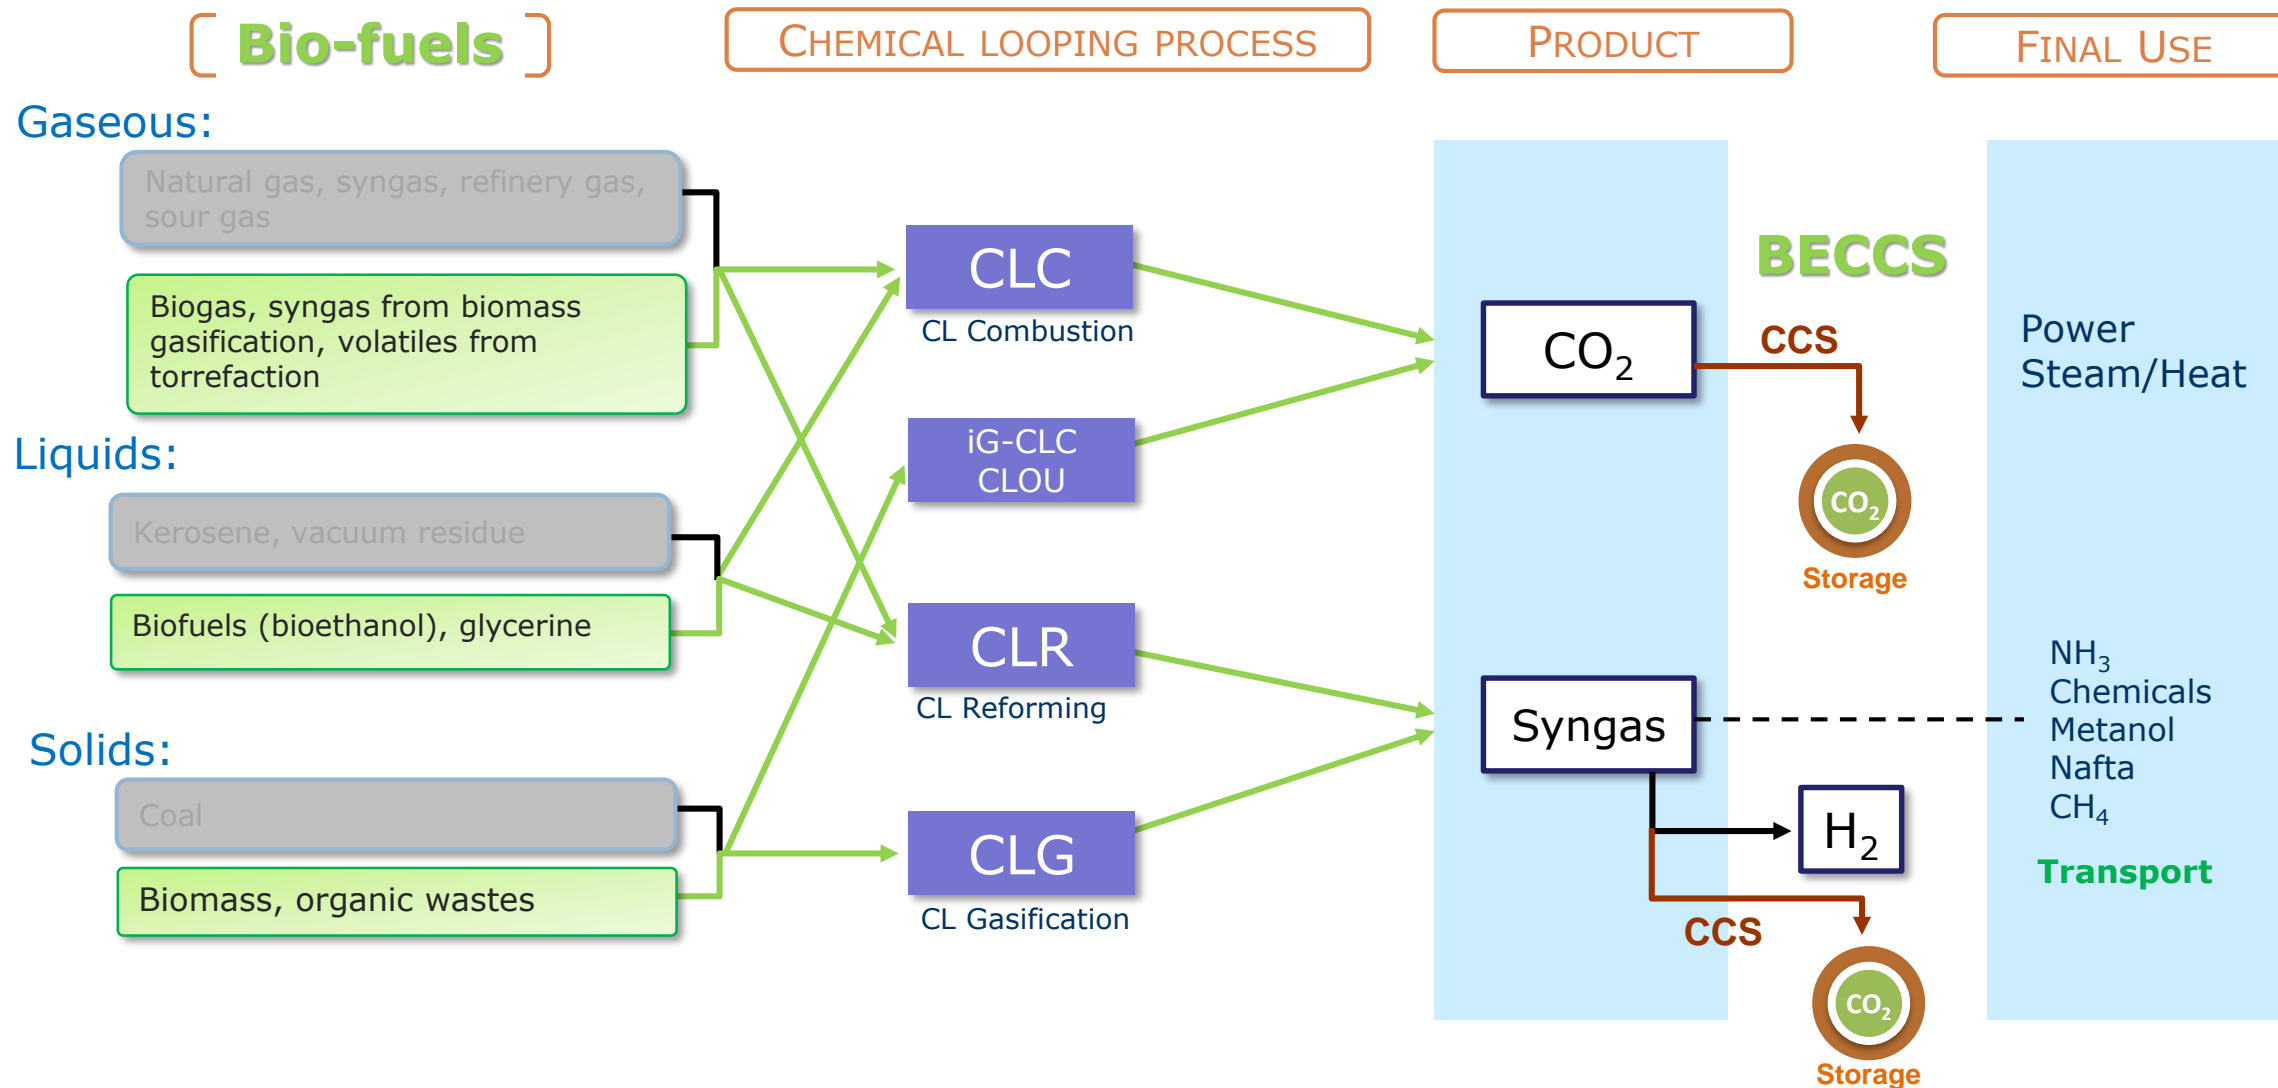 Bio-fuels
CHEMICAL LOOPING PROCESS
PRODUCT
FINAL USE
Gaseous:
Natural gas, syngas, refinery gas,
sour gas
Biogas, syngas from biomass
gasification, volatiles from
torrefaction
Liquids:
Kerosene, vacuum residue
Biofuels (bioethanol), glycerine
Solids:
Coal
Biomass, organic wastes
CLC
CL Combustion
iG-CLC
CLOU
CLR
CL Reforming
CLG
CL Gasification
CO₂
Syngas
H₂
BECCS
CCS
CO₂
Storage
CCS
CO₂
Storage
Power
Steam/Heat
NH₃
Chemicals
Metanol
Nafta
CH₄
Transport